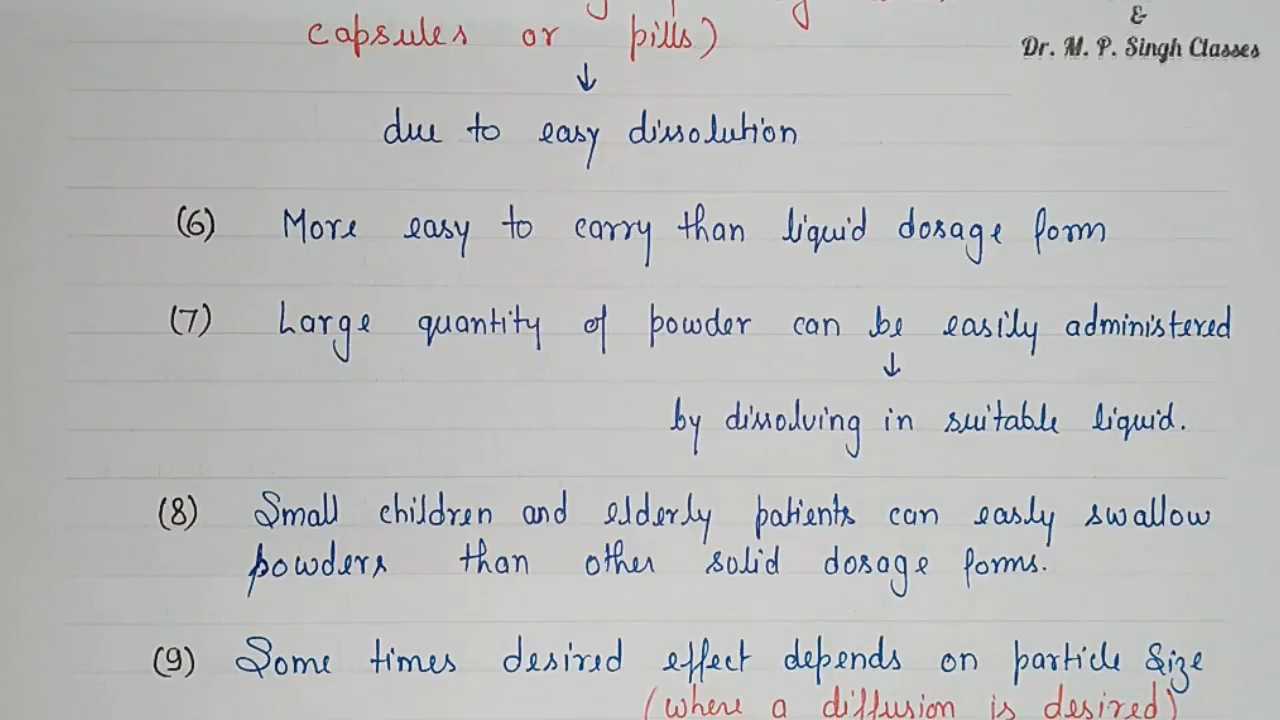 capsules or pills)
&
Dr. M. P. Singh Classes
↓
due to easy dissolution
(6) More easy to carry than liquid dosage form
(7) Large quantity of powder can be easily administered
↓
by dissolving in suitable liquid.
(8) Small children and elderly patients can easly swallow
powders than other solid dosage forms.
(9) Some times desired effect depends on particle size
(where a diffusion is desired)